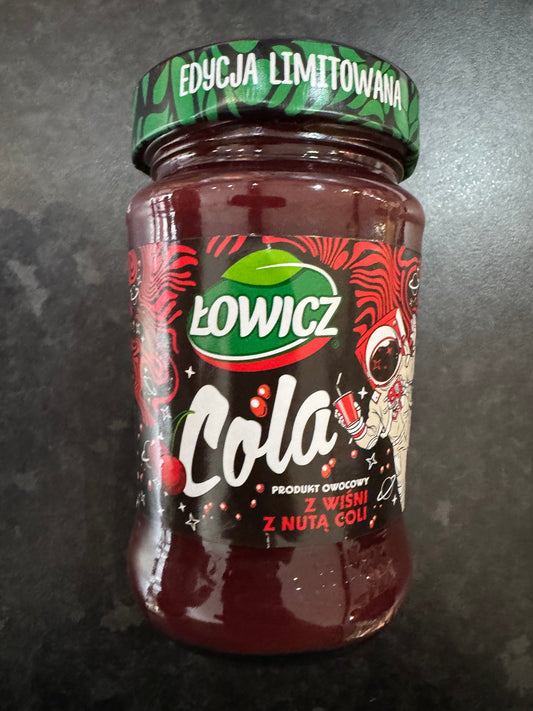 EDYCJA LIMITOWANA
ŁOWICZ
Cola
PRODUKT OWOCOWY
Z WIŚNI
Z NUTĄ COLI